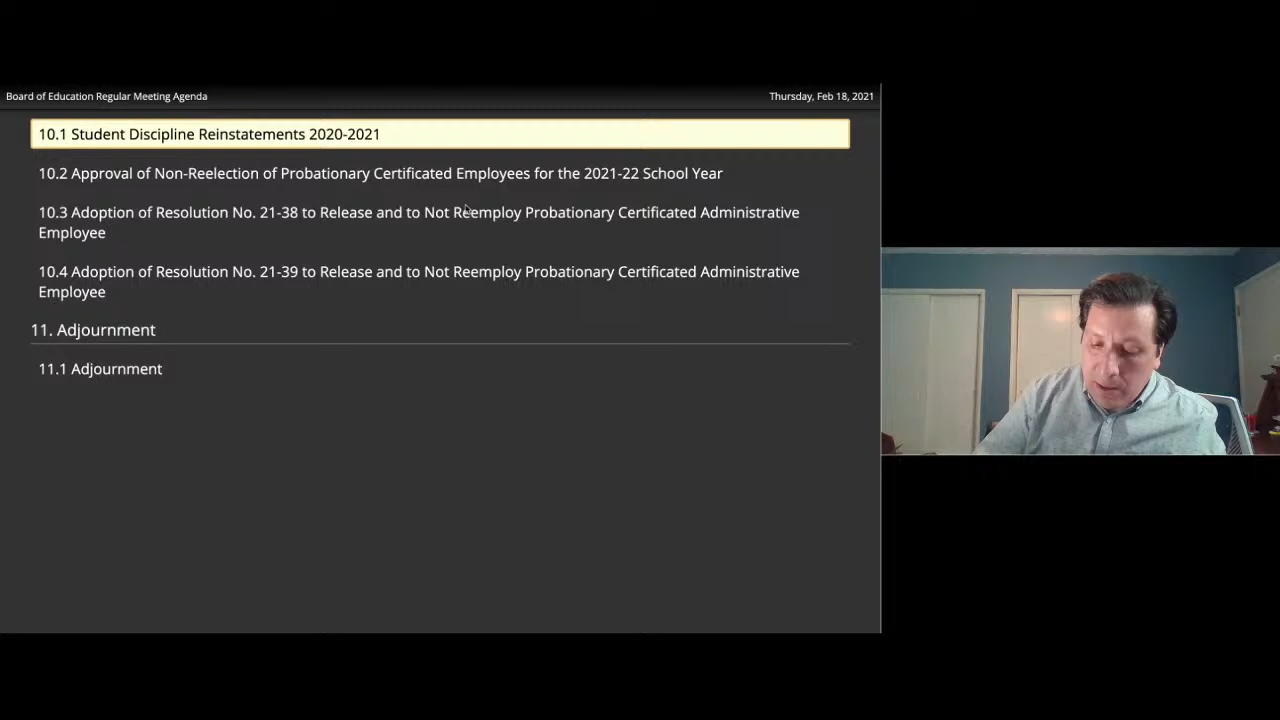 Board of Education Regular Meeting Agenda
Thursday, Feb 18, 2021
10.1 Student Discipline Reinstatements 2020-2021
10.2 Approval of Non-Reelection of Probationary Certificated Employees for the 2021-22 School Year
10.3 Adoption of Resolution No. 21-38 to Release and to Not Reemploy Probationary Certificated Administrative
Employee
10.4 Adoption of Resolution No. 21-39 to Release and to Not Reemploy Probationary Certificated Administrative
Employee
11. Adjournment
11.1 Adjournment